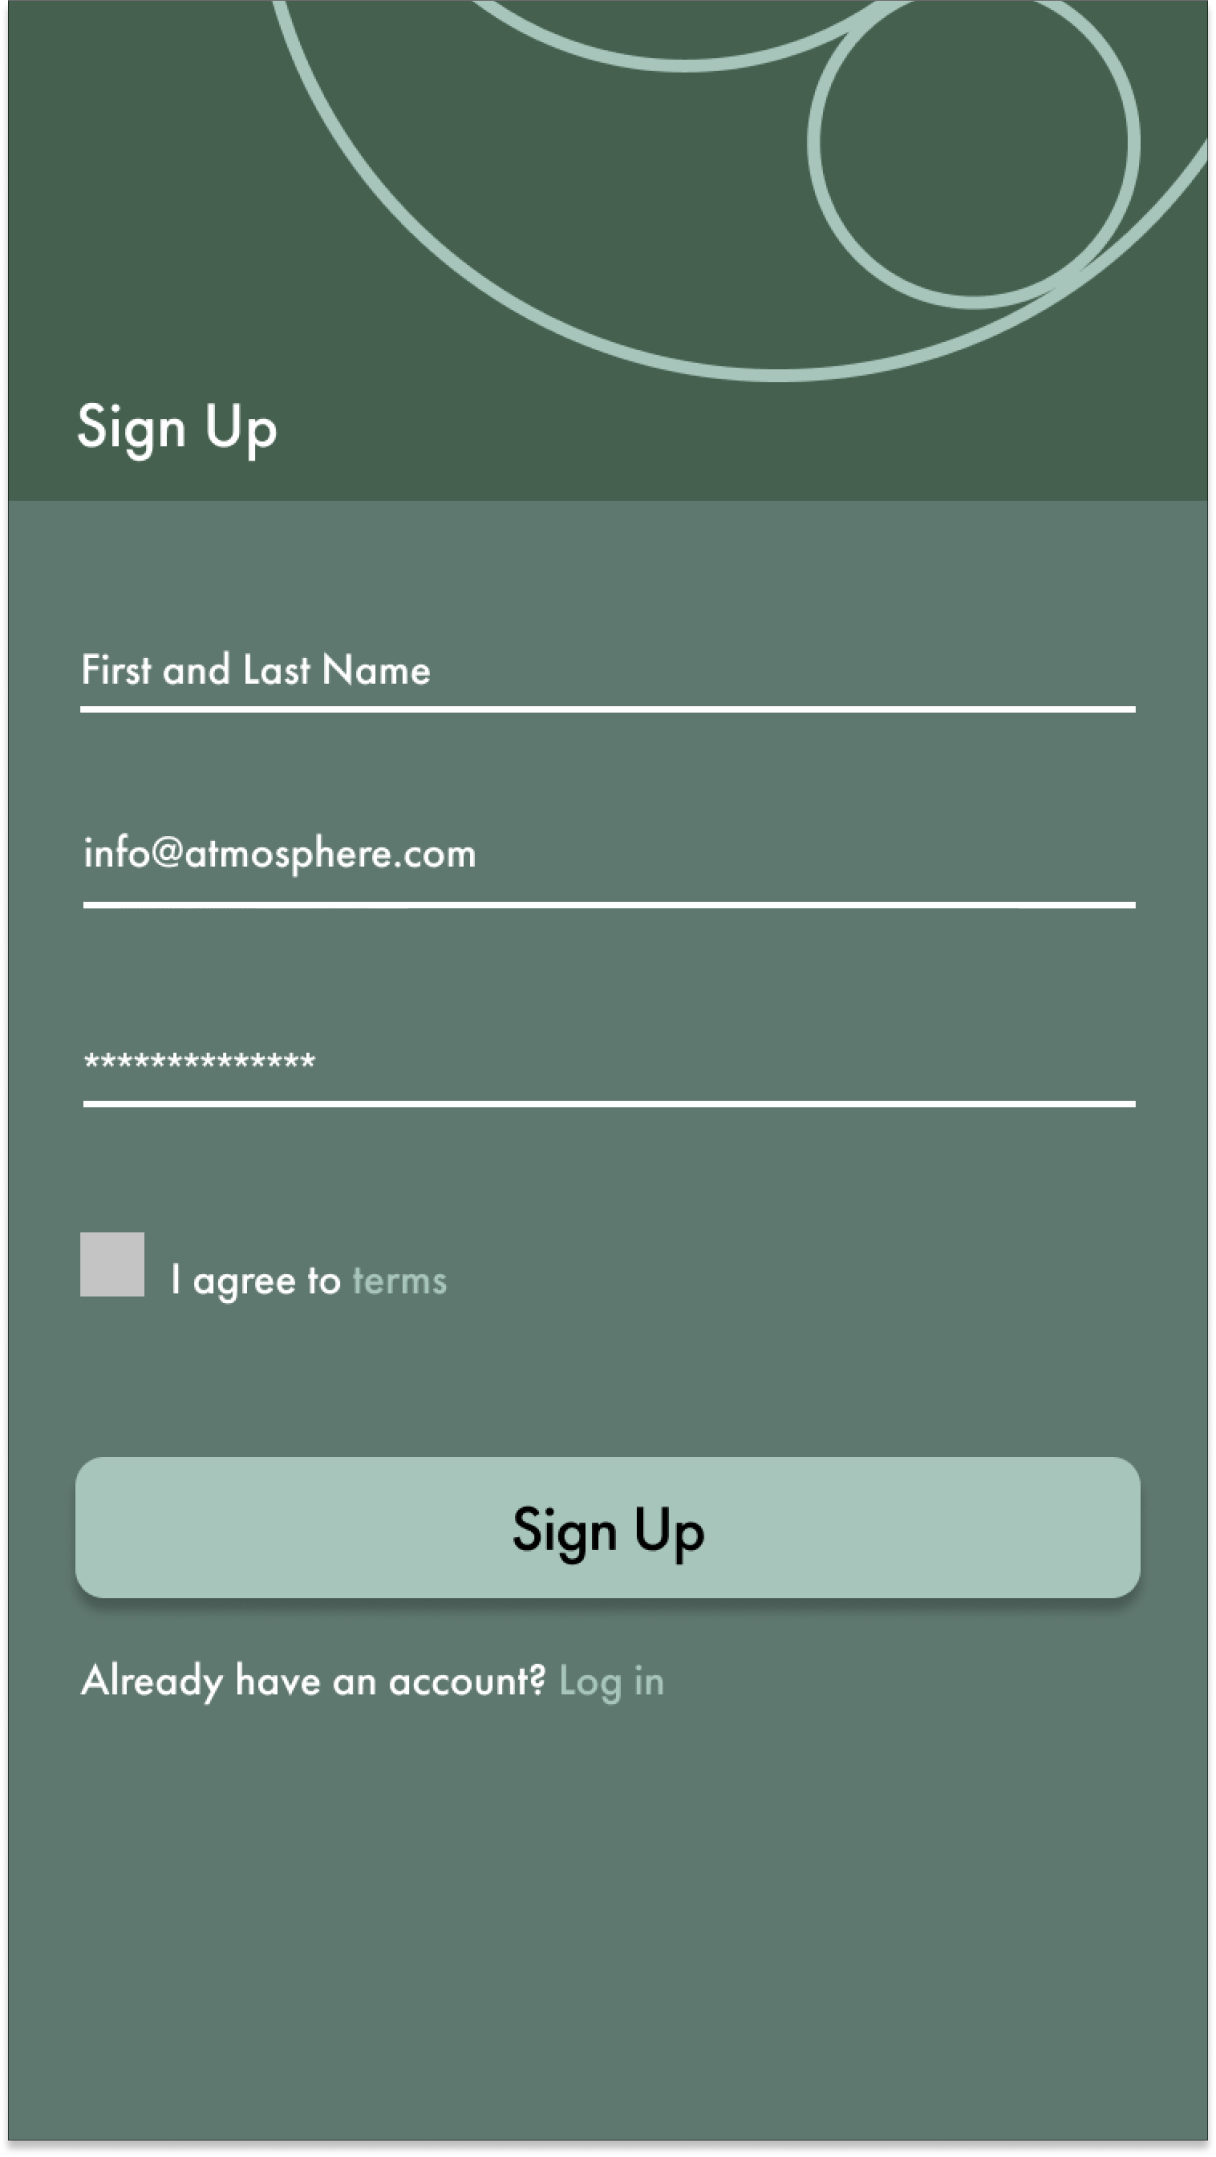 Sign Up
First and Last Name
info@atmosphere.com
**************
I agree to terms
Sign Up
Already have an account? Log in